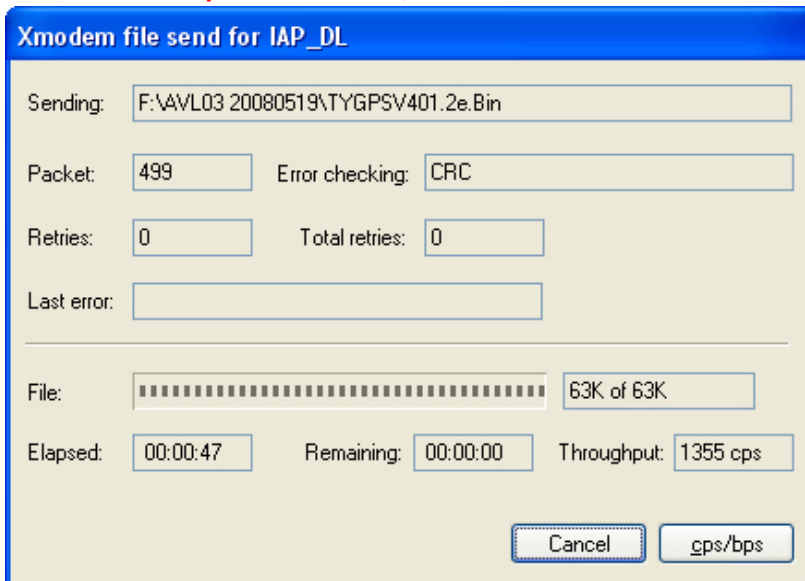 Xmodem file send for IAP_DL
Sending: F:\AVL03 20080519\TYGPSV401.2e.Bin
Packet: 499 Error checking: CRC
Retries: 0 Total retries: 0
Last error:
File: 63K of 63K
Elapsed: 00:00:47 Remaining: 00:00:00 Throughput: 1355 cps
Cancel cps/bps